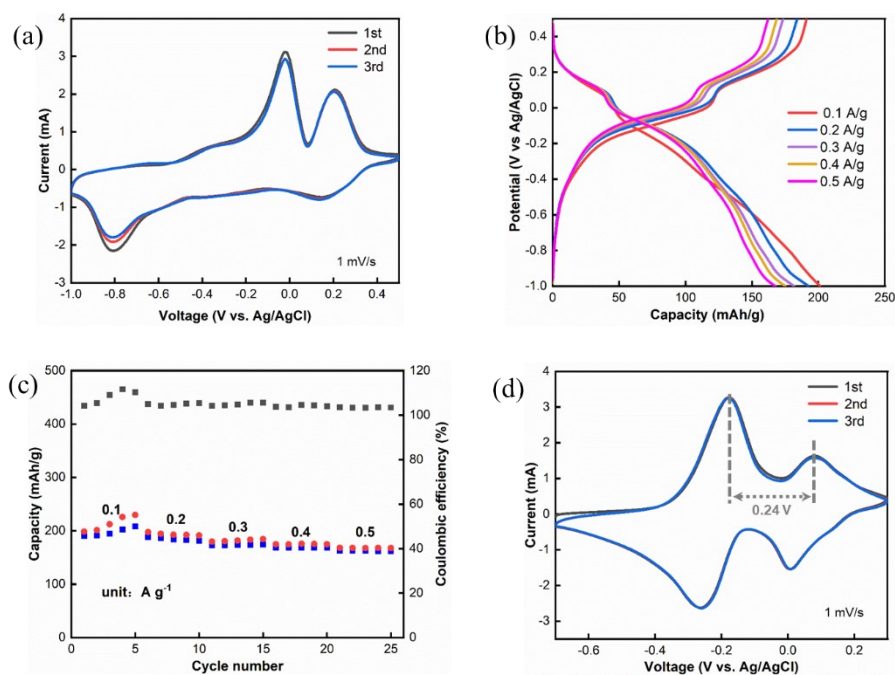 (a)
1st
2nd
3rd
Current (mA)
4
3
2
1
0
-1
-2
-3
-1.0 -0.8 -0.6 -0.4 -0.2 0.0 0.2 0.4
1 mV/s
Voltage (V vs. Ag/AgCl)
(b)
Potential (V vs Ag/AgCl)
0.4
0.2
0.0
-0.2
-0.4
-0.6
-0.8
-1.0
0 50 100 150 200 250
0.1 A/g
0.2 A/g
0.3 A/g
0.4 A/g
0.5 A/g
Capacity (mAh/g)
(c)
Capacity (mAh/g)
500
400
300
200
100
0
0 5 10 15 20 25
0.1 0.2 0.3 0.4 0.5
unit: A g-1
Cycle number
120
100
80
60
40
20
0
Coulombic efficiency (%)
(d)
1st
2nd
3rd
Current (mA)
4
3
2
1
0
-1
-2
-3
0.24 V
1 mV/s
-0.6 -0.4 -0.2 0.0 0.2
Voltage (V vs. Ag/AgCl)